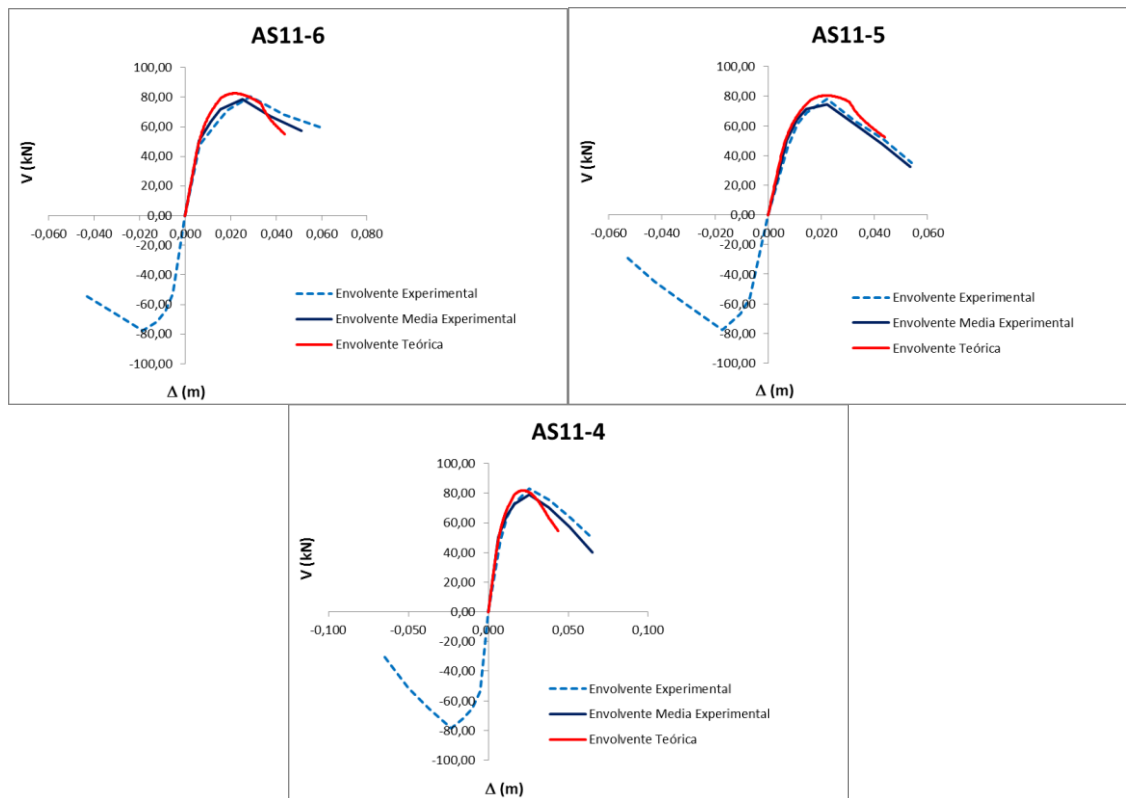 AS11-6
100,00
80,00
60,00
40,00
20,00
0,00
-20,00
-40,00
-60,00
-80,00
-100,00
-0,060 -0,040 -0,020 0,000 0,020 0,040 0,060 0,080
V (kN)
Δ (m)
Envolvente Experimental
Envolvente Media Experimental
Envolvente Teórica
AS11-5
100,00
80,00
60,00
40,00
20,00
0,00
-20,00
-40,00
-60,00
-80,00
-100,00
-0,060 -0,040 -0,020 0,000 0,020 0,040 0,060
V (kN)
Δ (m)
Envolvente Experimental
Envolvente Media Experimental
Envolvente Teórica
AS11-4
100,00
80,00
60,00
40,00
20,00
0,00
-20,00
-40,00
-60,00
-80,00
-100,00
-0,100 -0,050 0,000 0,050 0,100
V (kN)
Δ (m)
Envolvente Experimental
Envolvente Media Experimental
Envolvente Teórica